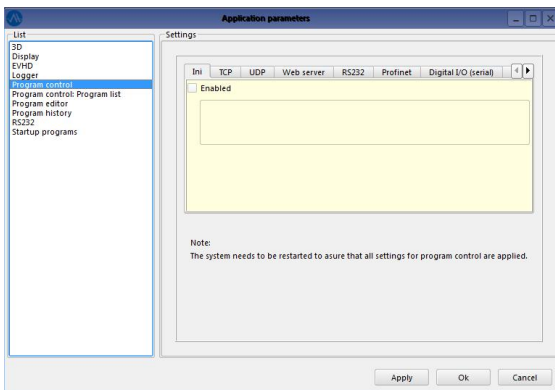 Application parameters
List
3D
Display
EVHD
Logger
Program control
Program control: Program list
Program editor
Program history
RS232
Startup programs
Settings
Ini TCP UDP Web server RS232 Profinet Digital I/O (serial)
Enabled
Note:
The system needs to be restarted to asure that all settings for program control are applied.
Apply Ok Cancel